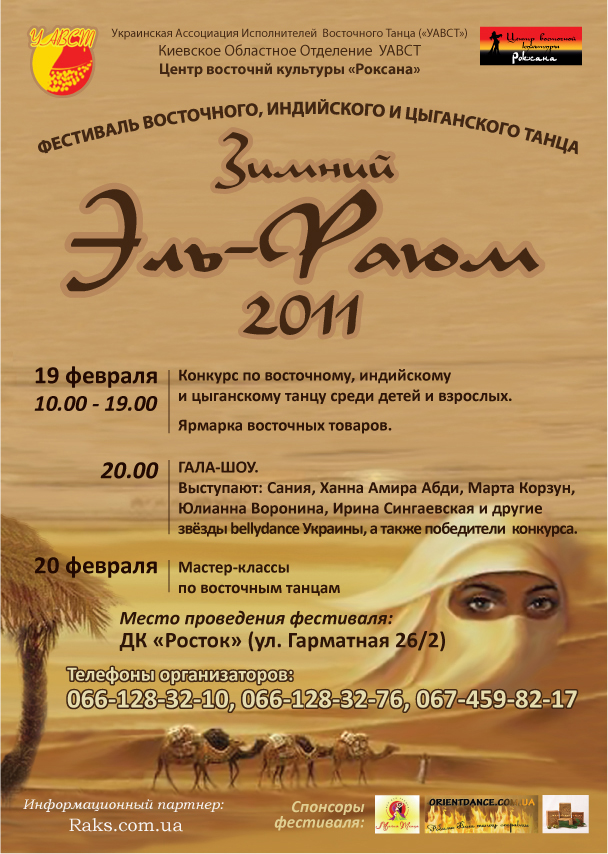 УАВСТ
Украинская Ассоциация Исполнителей Восточного Танца («УАВСТ»)
Киевское Областное Отделение УАВСТ
Центр восточнй культуры «Роксана»
Центр восточной
культуры
Роксана
ФЕСТИВАЛЬ ВОСТОЧНОГО, ИНДИЙСКОГО И ЦЫГАНСКОГО ТАНЦА
Зимний
Эль-Фаюм
2011
19 февраля
10.00 - 19.00
Конкурс по восточному, индийскому
и цыганскому танцу среди детей и взрослых.
Ярмарка восточных товаров.
20.00
ГАЛА-ШОУ.
Выступают: Сания, Ханна Амира Абди, Марта Корзун,
Юлианна Воронина, Ирина Сингаевская и другие
звёзды bellydance Украины, а также победители конкурса.
20 февраля
Мастер-классы
по восточным танцам
Место проведения фестиваля:
ДК «Росток» (ул. Гарматная 26/2)
Телефоны организаторов:
066-128-32-10, 066-128-32-76, 067-459-82-17
Информационный партнер:
Raks.com.ua
Спонсоры
фестиваля:
ORIENTDANCE.COM.UA